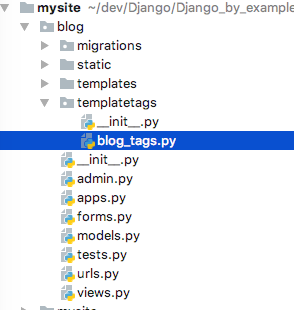 mysite ~/dev/Django/Django_by_example
blog
migrations
static
templates
templatetags
__init__.py
blog_tags.py
__init__.py
admin.py
apps.py
forms.py
models.py
tests.py
urls.py
views.py